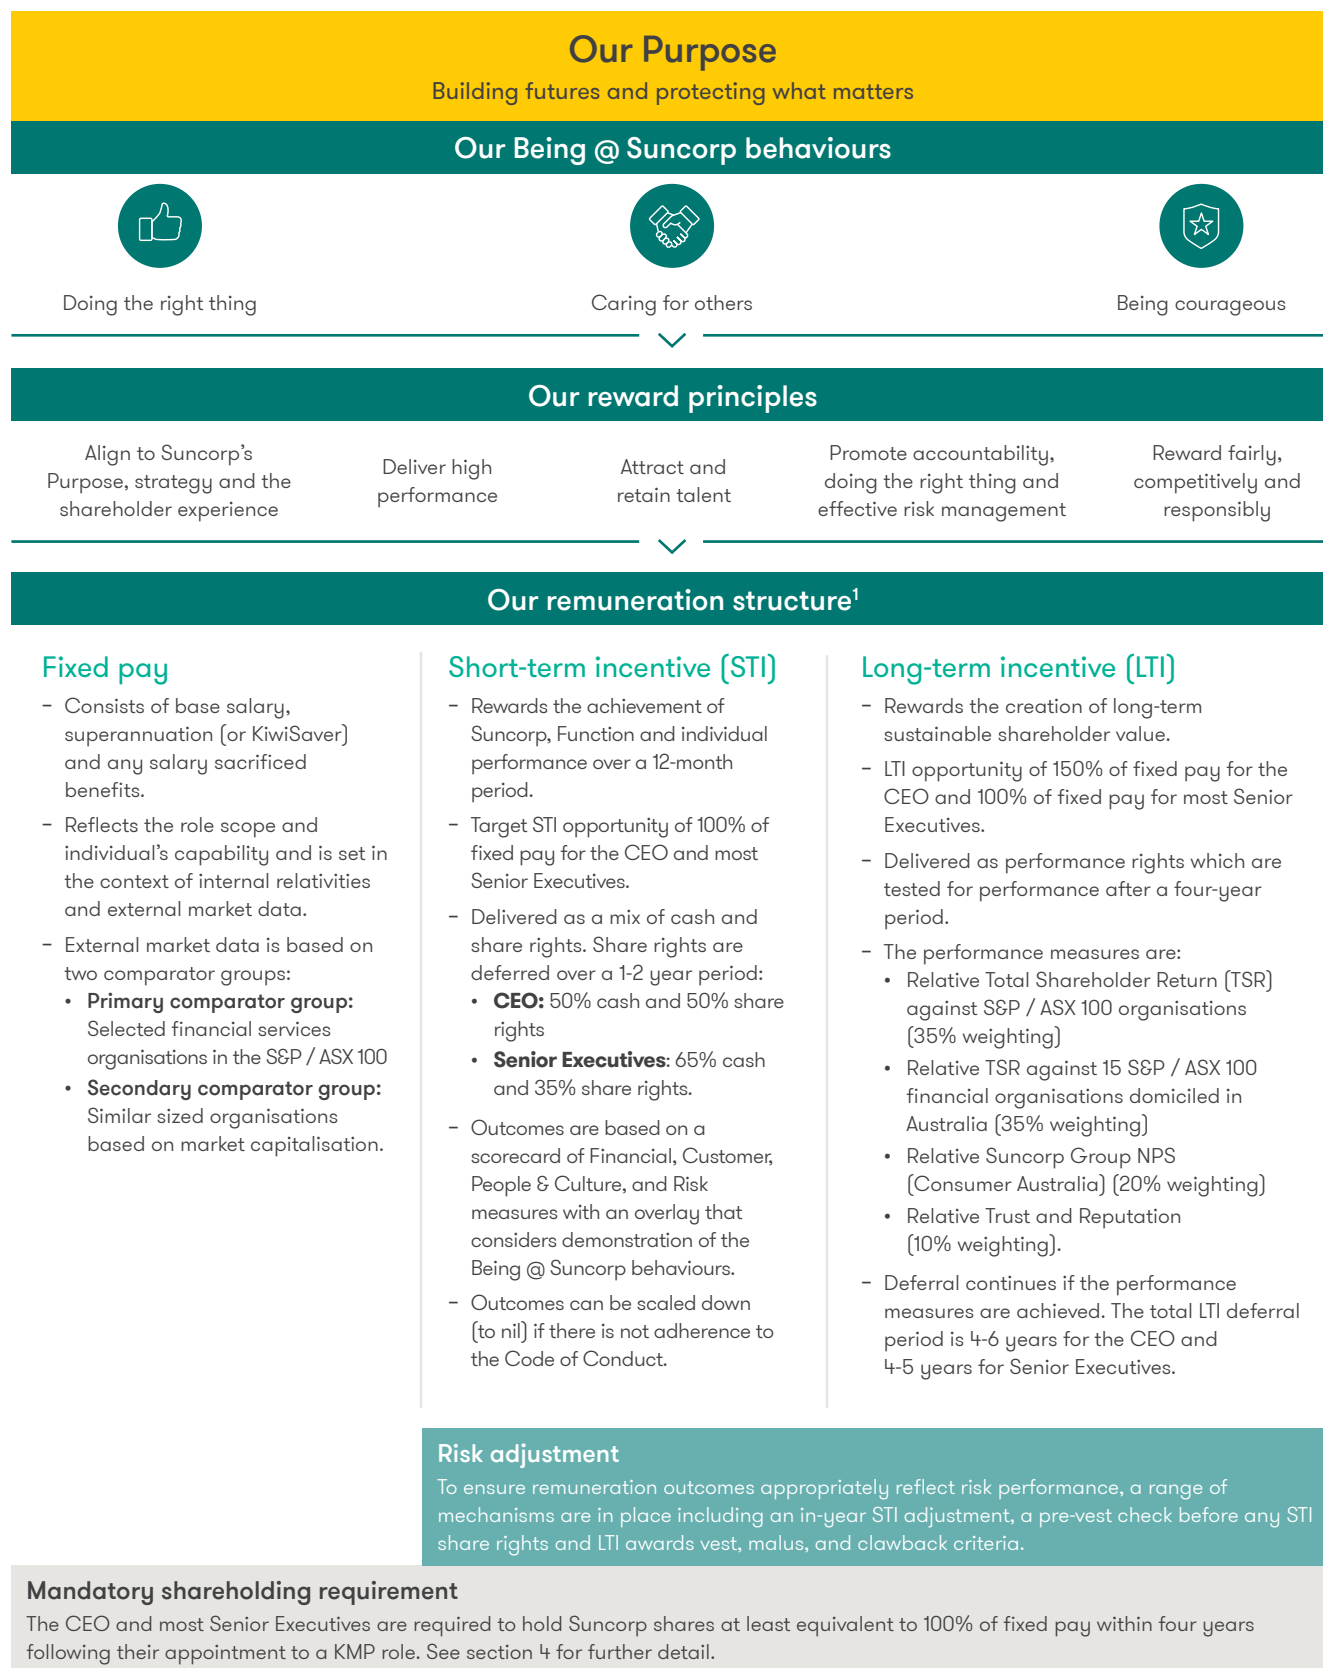 Our Purpose
Building futures and protecting what matters
Our Being @ Suncorp behaviours
Doing the right thing
Caring for others
Being courageous
Our reward principles
Align to Suncorp's
Purpose, strategy and the
shareholder experience
Deliver high
performance
Attract and
retain talent
Promote accountability,
doing the right thing and
effective risk management
Reward fairly,
competitively and
responsibly
Our remuneration structure¹
Fixed pay
– Consists of base salary,
superannuation (or KiwiSaver)
and any salary sacrificed
benefits.
– Reflects the role scope and
individual's capability and is set in
the context of internal relativities
and external market data.
– External market data is based on
two comparator groups:
• Primary comparator group:
Selected financial services
organisations in the S&P / ASX 100
• Secondary comparator group:
Similar sized organisations
based on market capitalisation.
Short-term incentive (STI)
– Rewards the achievement of
Suncorp, Function and individual
performance over a 12-month
period.
– Target STI opportunity of 100% of
fixed pay for the CEO and most
Senior Executives.
– Delivered as a mix of cash and
share rights. Share rights are
deferred over a 1-2 year period:
• CEO: 50% cash and 50% share
rights
• Senior Executives: 65% cash
and 35% share rights.
– Outcomes are based on a
scorecard of Financial, Customer,
People & Culture, and Risk
measures with an overlay that
considers demonstration of the
Being @ Suncorp behaviours.
– Outcomes can be scaled down
(to nil) if there is not adherence to
the Code of Conduct.
Long-term incentive (LTI)
– Rewards the creation of long-term
sustainable shareholder value.
– LTI opportunity of 150% of fixed pay for the
CEO and 100% of fixed pay for most Senior
Executives.
– Delivered as performance rights which are
tested for performance after a four-year
period.
– The performance measures are:
• Relative Total Shareholder Return (TSR)
against S&P / ASX 100 organisations
(35% weighting)
• Relative TSR against 15 S&P / ASX 100
financial organisations domiciled in
Australia (35% weighting)
• Relative Suncorp Group NPS
(Consumer Australia) (20% weighting)
• Relative Trust and Reputation
(10% weighting).
– Deferral continues if the performance
measures are achieved. The total LTI deferral
period is 4-6 years for the CEO and
4-5 years for Senior Executives.
Risk adjustment
To ensure remuneration outcomes appropriately reflect risk performance, a range of
mechanisms are in place including an in-year STI adjustment, a pre-vest check before any STI
share rights and LTI awards vest, malus, and clawback criteria.
Mandatory shareholding requirement
The CEO and most Senior Executives are required to hold Suncorp shares at least equivalent to 100% of fixed pay within four years
following their appointment to a KMP role. See section 4 for further detail.